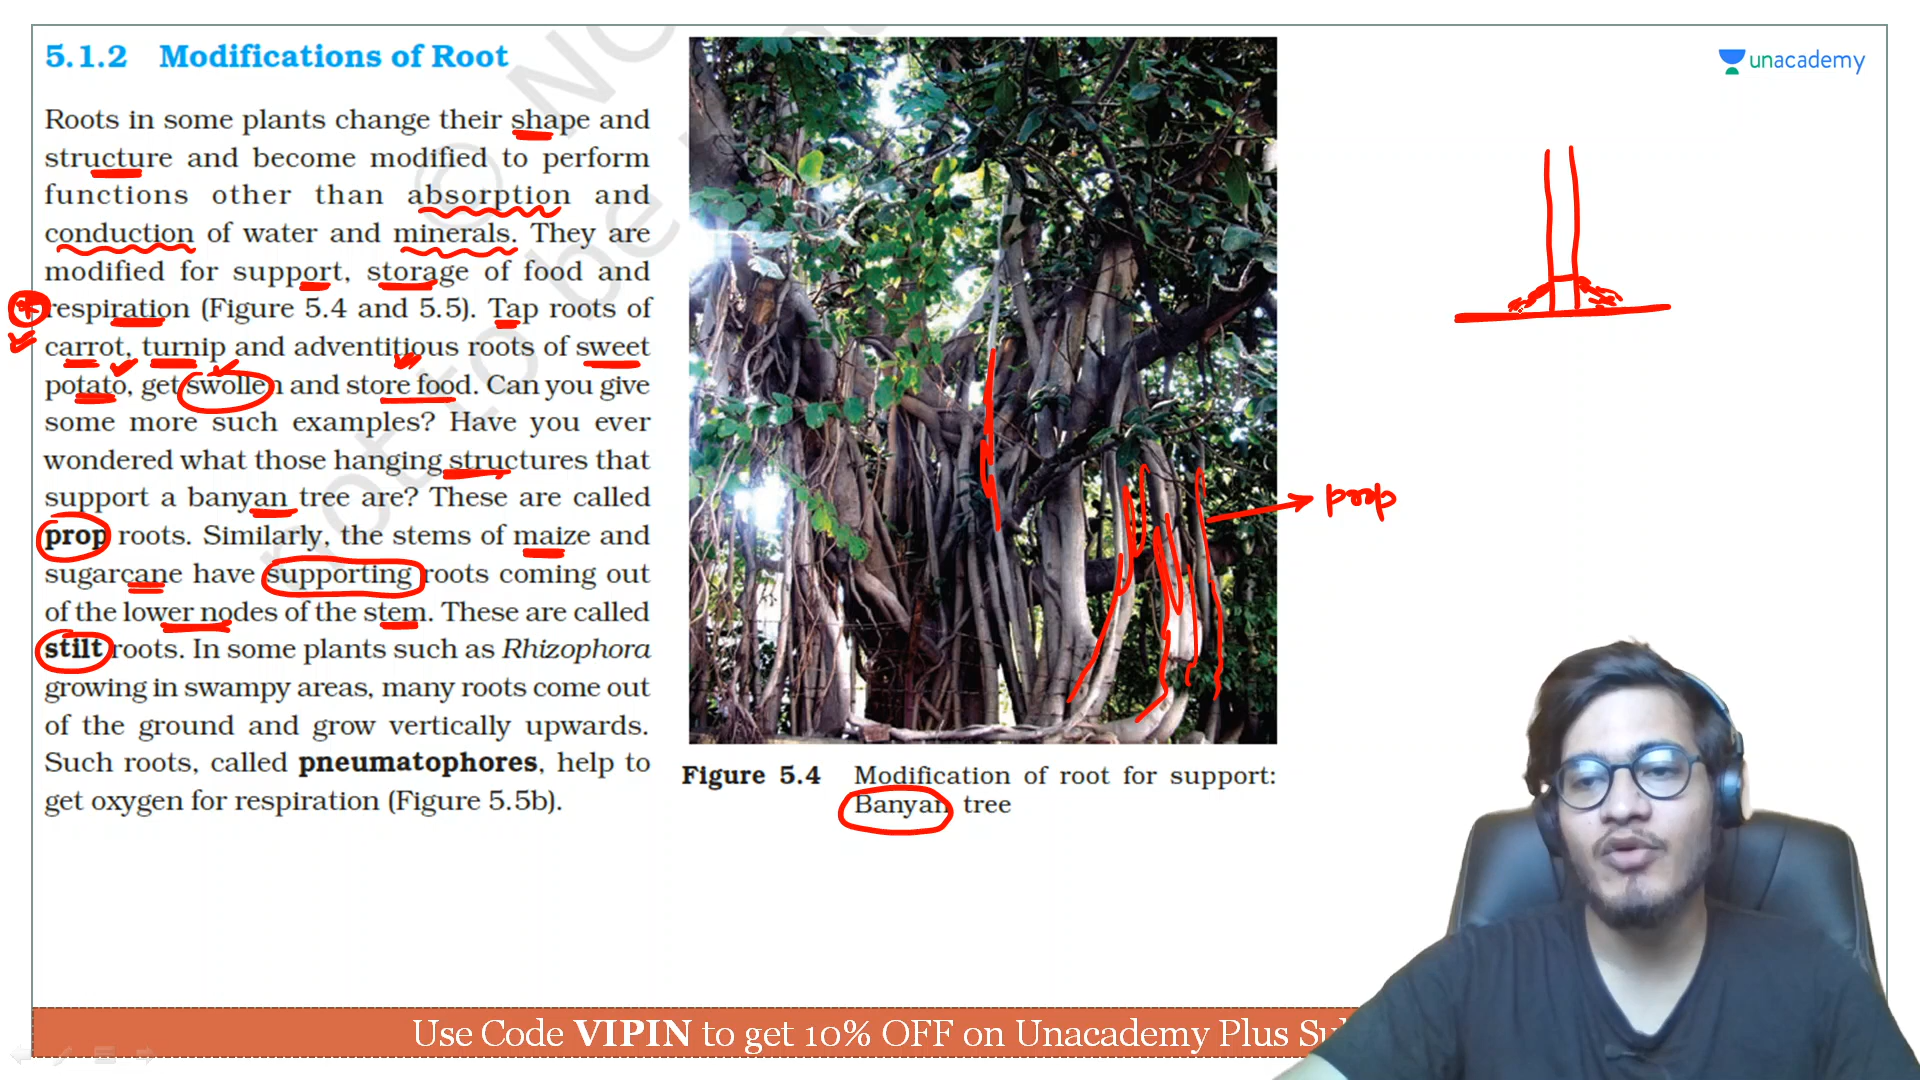 5.1.2 Modifications of Root
unacademy
Roots in some plants change their shape and
structure and become modified to perform
functions other than absorption and
conduction of water and minerals. They are
modified for support, storage of food and
respiration (Figure 5.4 and 5.5). Tap roots of
carrot, turnip and adventitious roots of sweet
potato, get swollen and store food. Can you give
some more such examples? Have you ever
wondered what those hanging structures that
support a banyan tree are? These are called
prop roots. Similarly, the stems of maize and
sugarcane have supporting roots coming out
of the lower nodes of the stem. These are called
stilt roots. In some plants such as Rhizophora
growing in swampy areas, many roots come out
of the ground and grow vertically upwards.
Such roots, called pneumatophores, help to
get oxygen for respiration (Figure 5.5b).
prop
Figure 5.4 Modification of root for support:
Banyan tree
Use Code VIPIN to get 10% OFF on Unacademy Plus